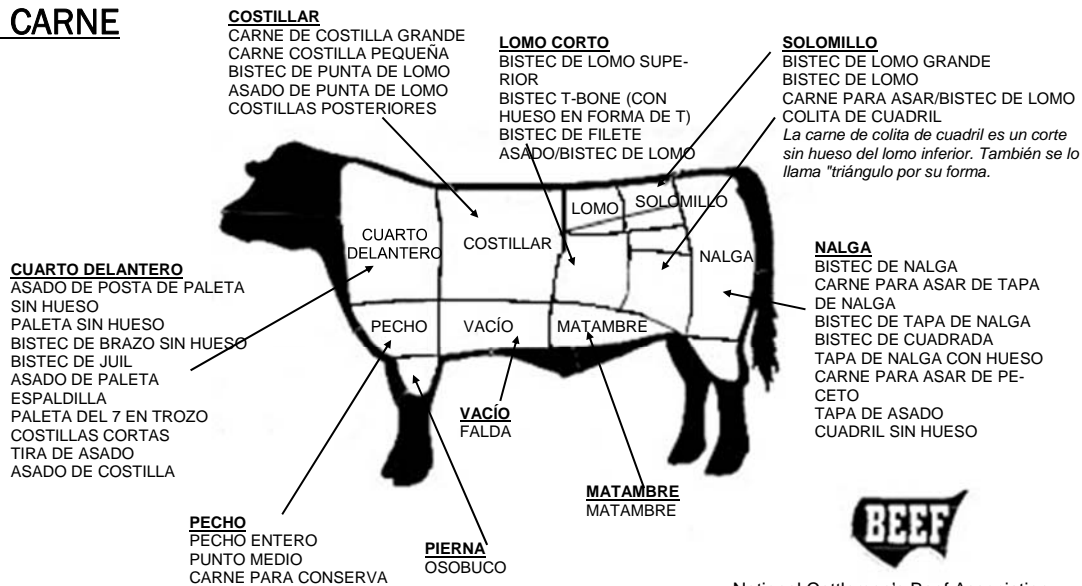 CARNE
COSTILLAR
CARNE DE COSTILLA GRANDE
CARNE COSTILLA PEQUEÑA
BISTEC DE PUNTA DE LOMO
ASADO DE PUNTA DE LOMO
COSTILLAS POSTERIORES
LOMO CORTO
BISTEC DE LOMO SUPE-
RIOR
BISTEC T-BONE (CON
HUESO EN FORMA DE T)
BISTEC DE FILETE
ASADO/BISTEC DE LOMO
SOLOMILLO
BISTEC DE LOMO GRANDE
BISTEC DE LOMO
CARNE PARA ASAR/BISTEC DE LOMO
COLITA DE CUADRIL
La carne de colita de cuadril es un corte
sin hueso del lomo inferior. También se lo
llama "triángulo por su forma.
CUARTO
DELANTERO
COSTILLAR
LOMO
SOLOMILLO
NALGA
PECHO
VACÍO
MATAMBRE
CUARTO DELANTERO
ASADO DE POSTA DE PALETA
SIN HUESO
PALETA SIN HUESO
BISTEC DE BRAZO SIN HUESO
BISTEC DE JUIL
ASADO DE PALETA
ESPALDILLA
PALETA DEL 7 EN TROZO
COSTILLAS CORTAS
TIRA DE ASADO
ASADO DE COSTILLA
NALGA
BISTEC DE NALGA
CARNE PARA ASAR DE TAPA
DE NALGA
BISTEC DE TAPA DE NALGA
BISTEC DE CUADRADA
TAPA DE NALGA CON HUESO
CARNE PARA ASAR DE PE-
CETO
TAPA DE ASADO
CUADRIL SIN HUESO
VACÍO
FALDA
MATAMBRE
MATAMBRE
PECHO
PECHO ENTERO
PUNTO MEDIO
CARNE PARA CONSERVA
PIERNA
OSOBUCO
BEEF